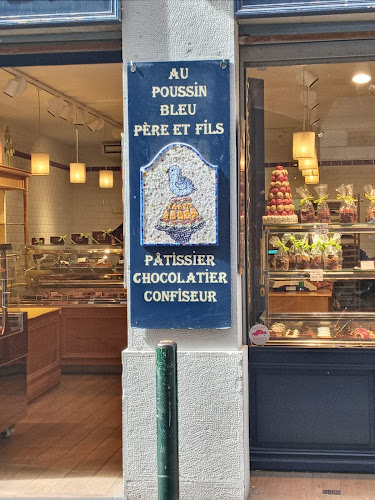 AU
POUSSIN
BLEU
PÈRE ET FILS
PÂTISSIER
CHOCOLATIER
CONFISEUR